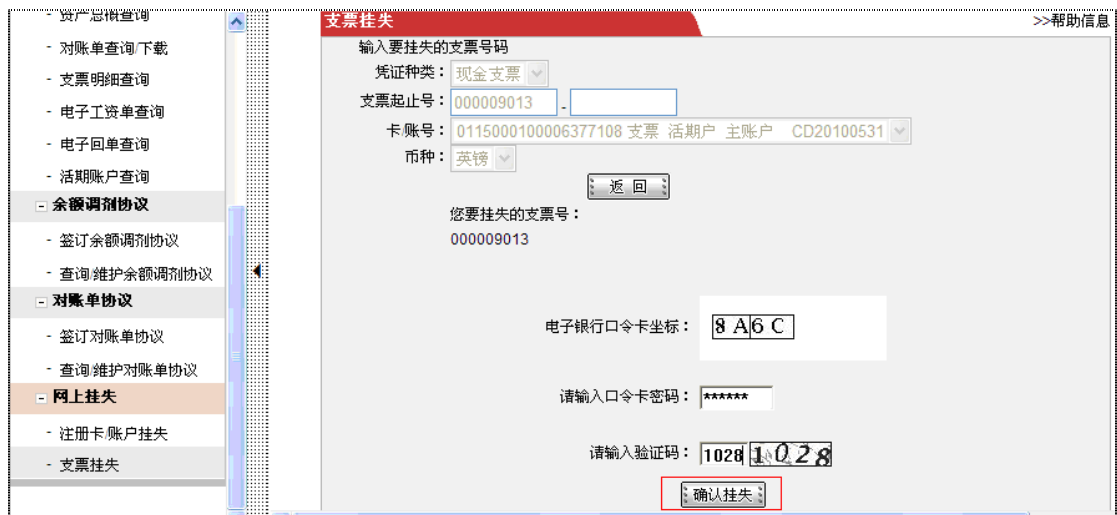 - 资产总概查询
- 对账单查询/下载
- 支票明细查询
- 电子工资单查询
- 电子回单查询
- 活期账户查询
余额调剂协议
- 签订余额调剂协议
- 查询/维护余额调剂协议
对账单协议
- 签订对账单协议
- 查询/维护对账单协议
网上挂失
- 注册卡/账户挂失
- 支票挂失
支票挂失
>>帮助信息
输入要挂失的支票号码
凭证种类： 现金支票
支票起止号： 000009013 -
卡/账号： 0115000100006377108 支票 活期户 主账户 CD20100531
币种： 英镑
返 回
您要挂失的支票号：
000009013
电子银行口令卡坐标： 8 A 6 C
请输入口令卡密码： ******
请输入验证码： 1028 1028
确认挂失